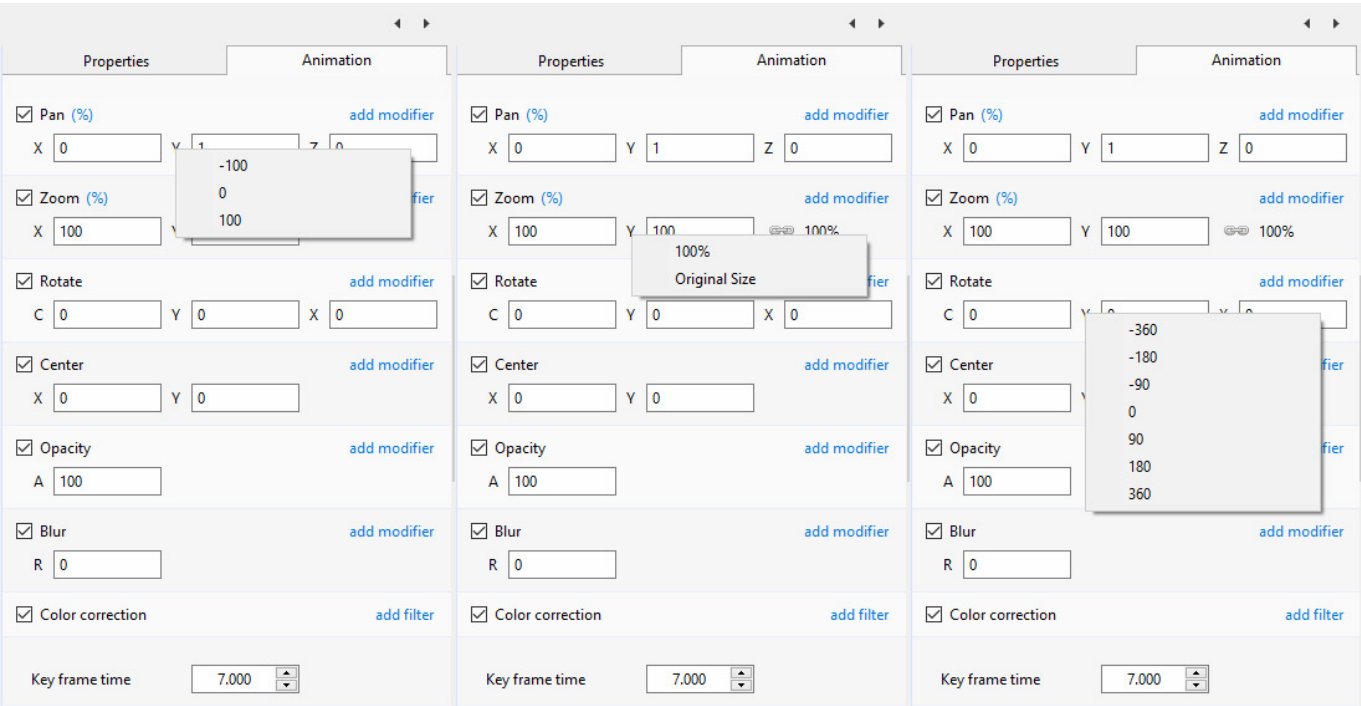 Properties Animation
Pan (%) add modifier
X 0 Y 1 Z 0
-100
0
100
Zoom (%) fier
X 100
Rotate add modifier
C 0 Y 0 X 0
Center add modifier
X 0 Y 0
Opacity add modifier
A 100
Blur add modifier
R 0
Color correction add filter
Key frame time 7.000
Properties Animation
Pan (%) add modifier
X 0 Y 1 Z 0
Zoom (%) add modifier
X 100 Y 100 100%
100%
Original Size
Rotate fier
C 0 Y 0 X 0
Center add modifier
X 0 Y 0
Opacity add modifier
A 100
Blur add modifier
R 0
Color correction add filter
Key frame time 7.000
Properties Animation
Pan (%) add modifier
X 0 Y 1 Z 0
Zoom (%) add modifier
X 100 Y 100 100%
Rotate add modifier
C 0
-360
-180
-90
0
90
180
360
Center fier
X 0
Opacity fier
A 100
Blur add modifier
R 0
Color correction add filter
Key frame time 7.000